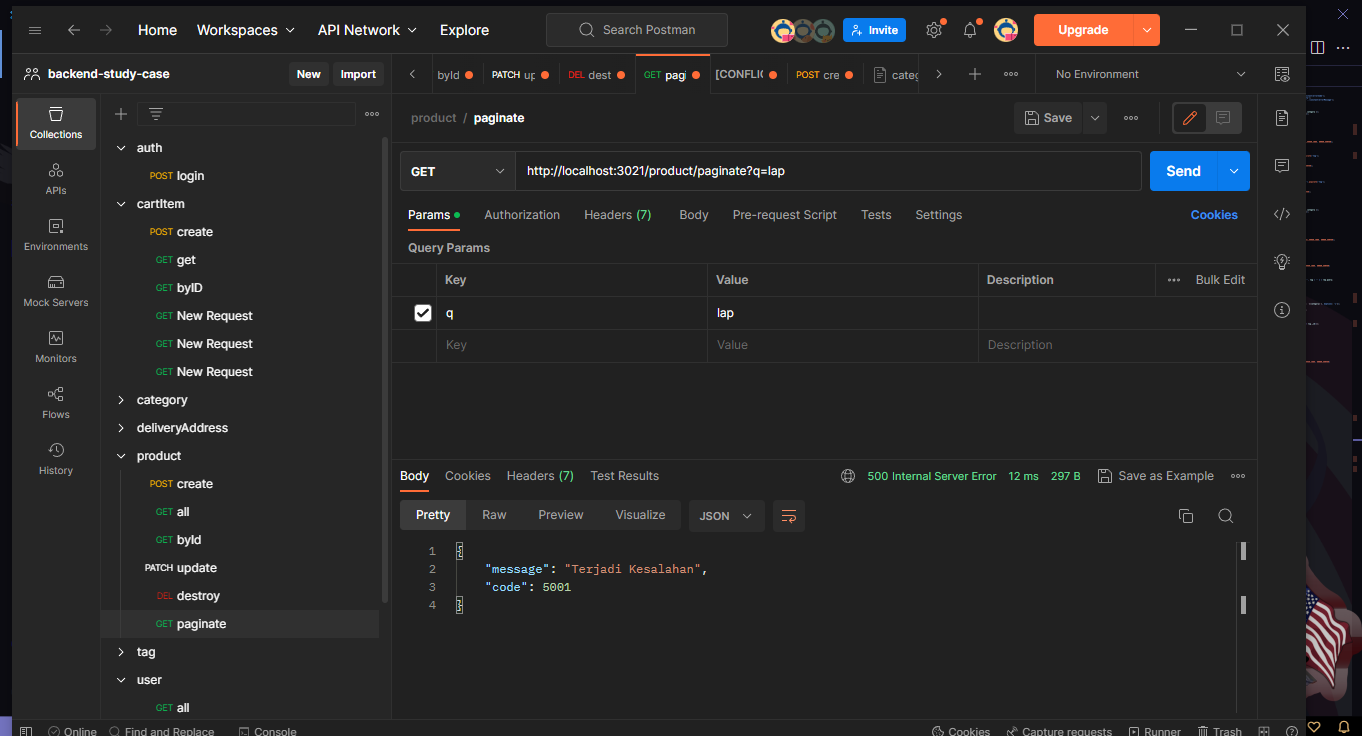 Home Workspaces API Network Explore Search Postman Invite Upgrade
backend-study-case New Import
byId PATCH up DEL dest GET pagi [CONFLIC POST cre categ No Environment
Collections
APIs
Environments
Mock Servers
Monitors
Flows
History
auth
POST login
cartItem
POST create
GET get
GET byID
GET New Request
GET New Request
GET New Request
category
deliveryAddress
product
POST create
GET all
GET byId
PATCH update
DEL destroy
GET paginate
tag
user
GET all
product / paginate Save
GET http://localhost:3021/product/paginate?q=lap Send
Params Authorization Headers (7) Body Pre-request Script Tests Settings Cookies
Query Params
Key Value Description Bulk Edit
q lap
Key Value Description
Body Cookies Headers (7) Test Results 500 Internal Server Error 12 ms 297 B Save as Example
Pretty Raw Preview Visualize JSON
1 {
2 "message": "Terjadi Kesalahan",
3 "code": 5001
4 }
Online Find and Replace Console Cookies Capture requests Runner Trash